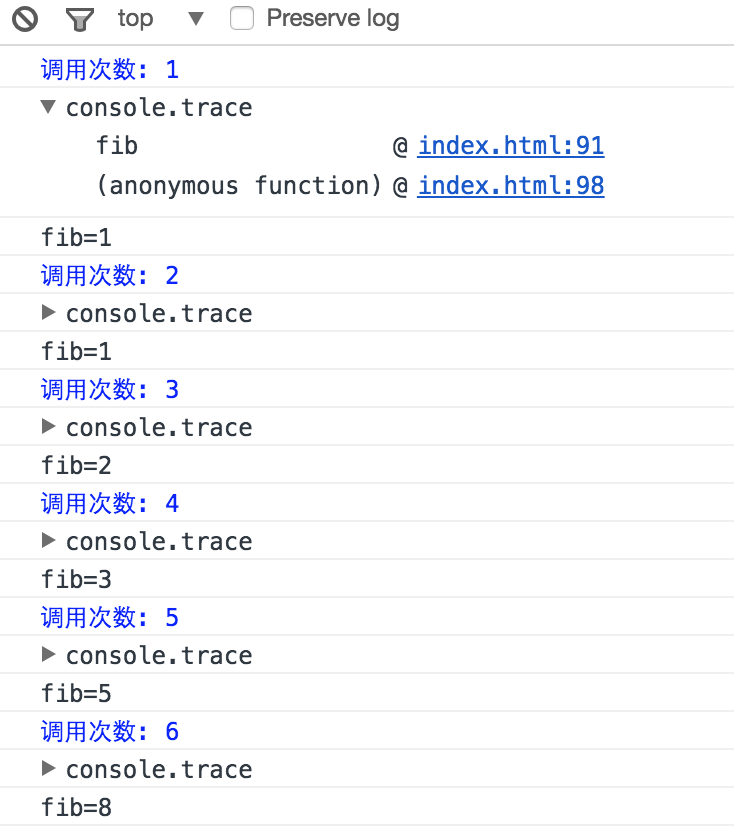 top Preserve log
调用次数: 1
console.trace
fib @ index.html:91
(anonymous function) @ index.html:98
fib=1
调用次数: 2
console.trace
fib=1
调用次数: 3
console.trace
fib=2
调用次数: 4
console.trace
fib=3
调用次数: 5
console.trace
fib=5
调用次数: 6
console.trace
fib=8